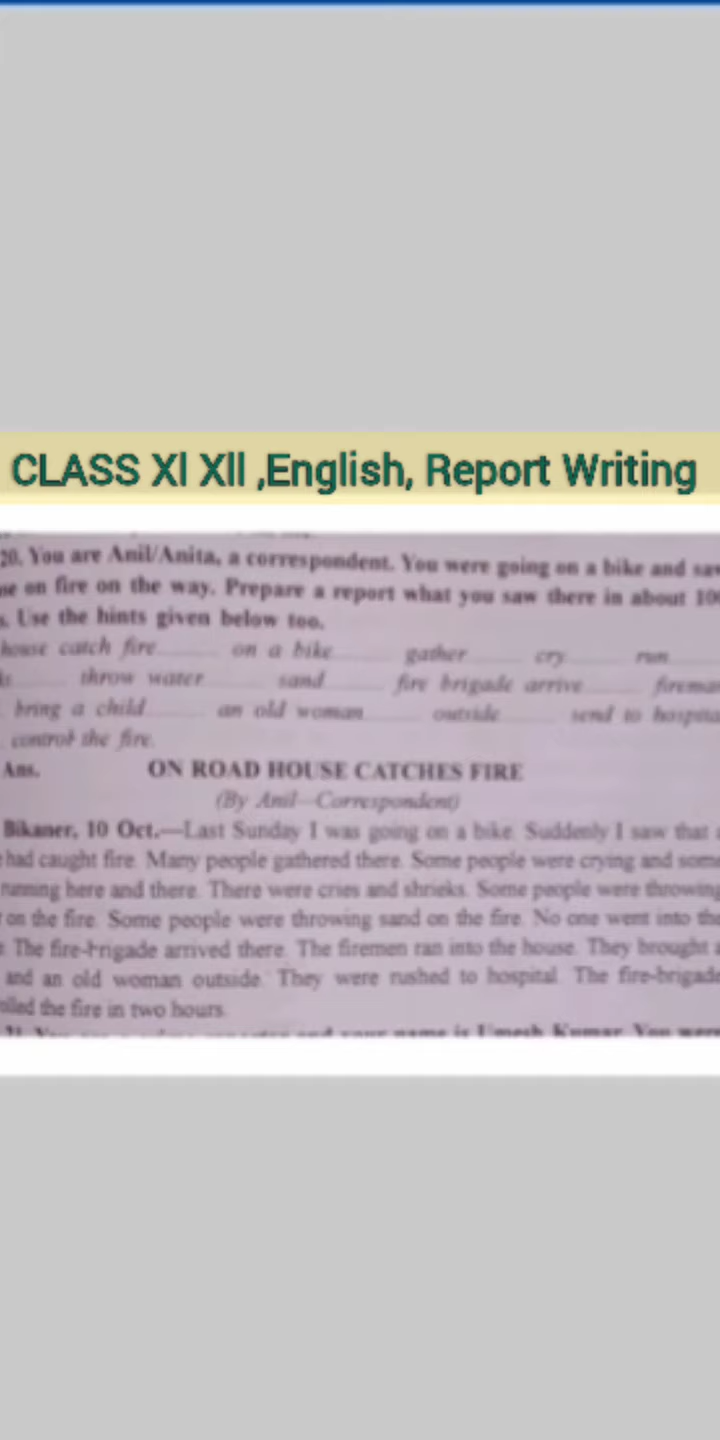 CLASS XI XII ,English, Report Writing
20. You are Anil/Anita, a correspondent. You were going on a bike and saw
on fire on the way. Prepare a report what you saw there in about
Use the hints given below too.
house catch fire ...... on a bike ...... gather ...... cry ...... run ......
...... throw water ...... sand ...... fire brigade arrive ......
bring a child ...... an old woman ...... outside ...... send to
control the fire.
Ans. ON ROAD HOUSE CATCHES FIRE
(By Anil—Correspondent)
Bikaner, 10 Oct.—Last Sunday I was going on a bike. Suddenly I saw that a
had caught fire. Many people gathered there. Some people were crying and some
running here and there. There were cries and shrieks. Some people were throwing
on the fire. Some people were throwing sand on the fire. No one went into the
The fire-brigade arrived there. The firemen ran into the house. They brought a
and an old woman outside. They were rushed to hospital. The fire-brigade
the fire in two hours.
and your name is Umesh Kumar. You were